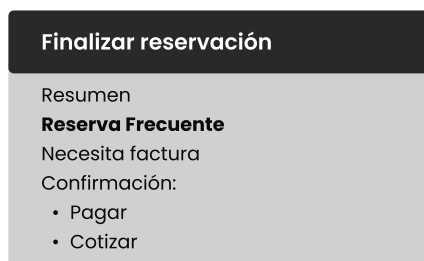 Finalizar reservación
Resumen
Reserva Frecuente
Necesita factura
Confirmación:
• Pagar
• Cotizar